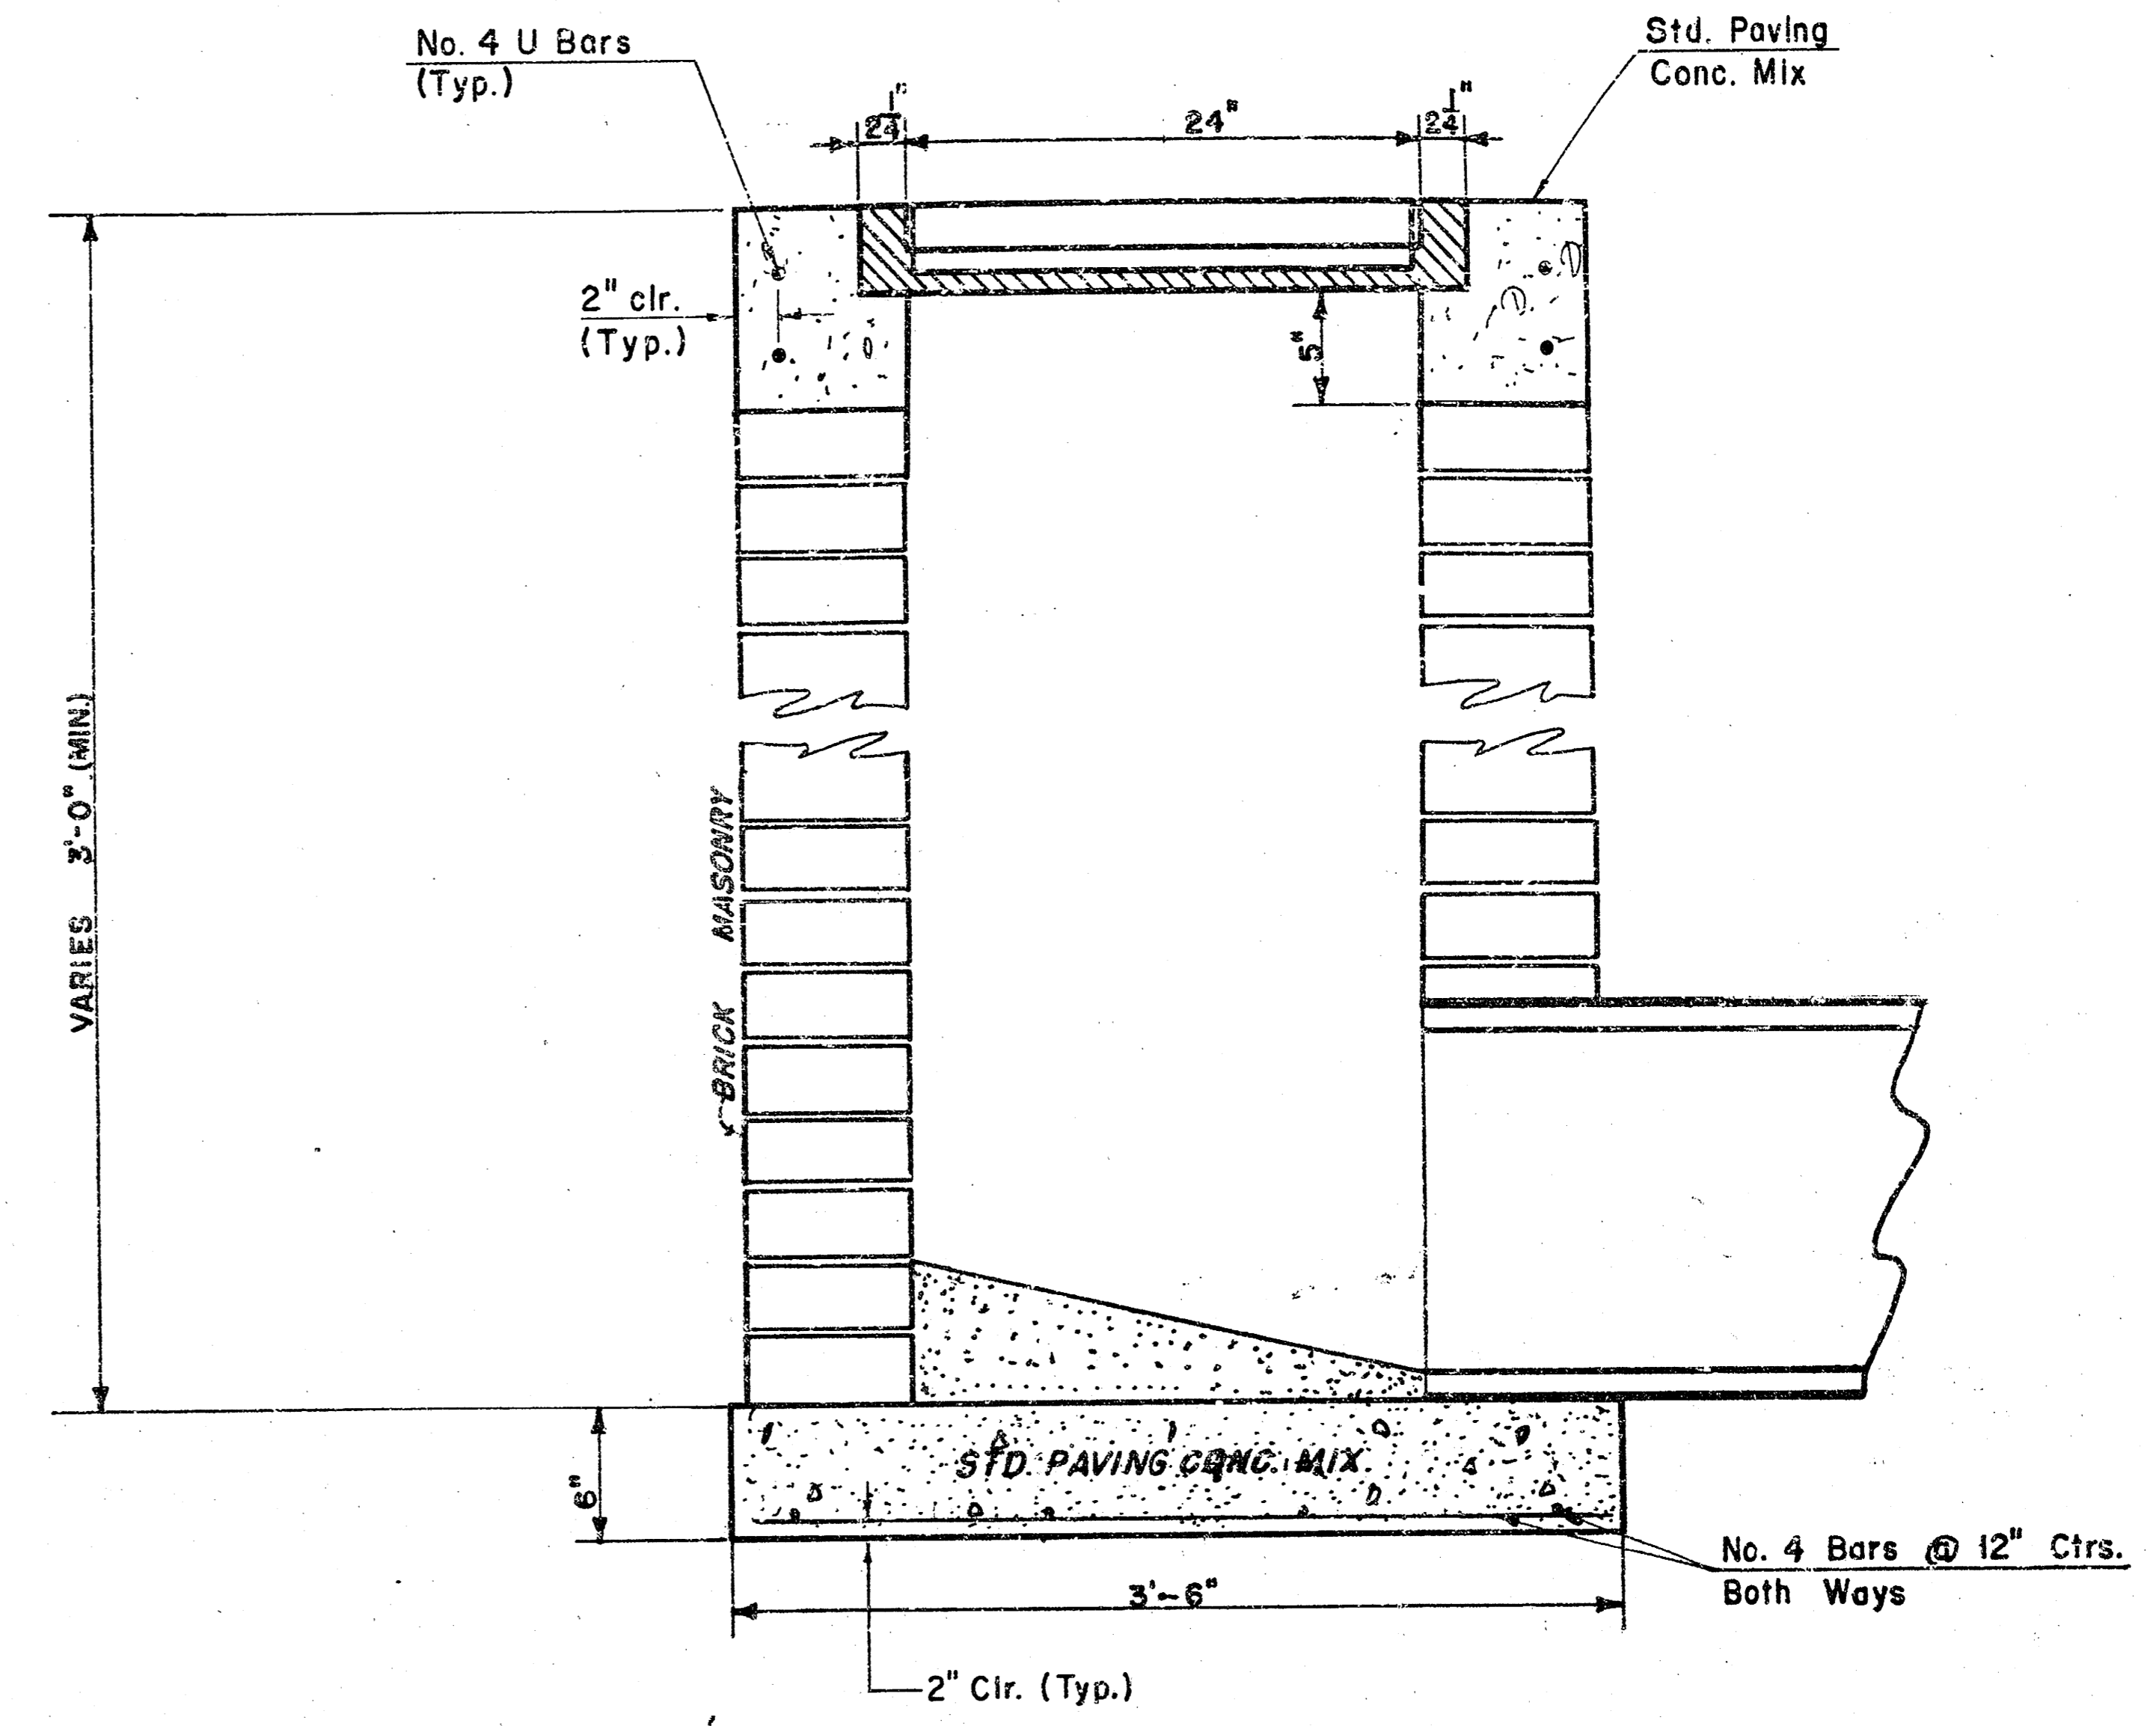 No. 4 U Bars
(Typ.)
Std. Paving
Conc. Mix
2 1/4"
24"
2 1/4"
2" clr.
(Typ.)
5"
VARIES 3'-0" (MIN.)
BRICK MASONRY
STD. PAVING CONC. MIX
6"
No. 4 Bars @ 12" Ctrs.
Both Ways
3'-6"
2" Clr. (Typ.)